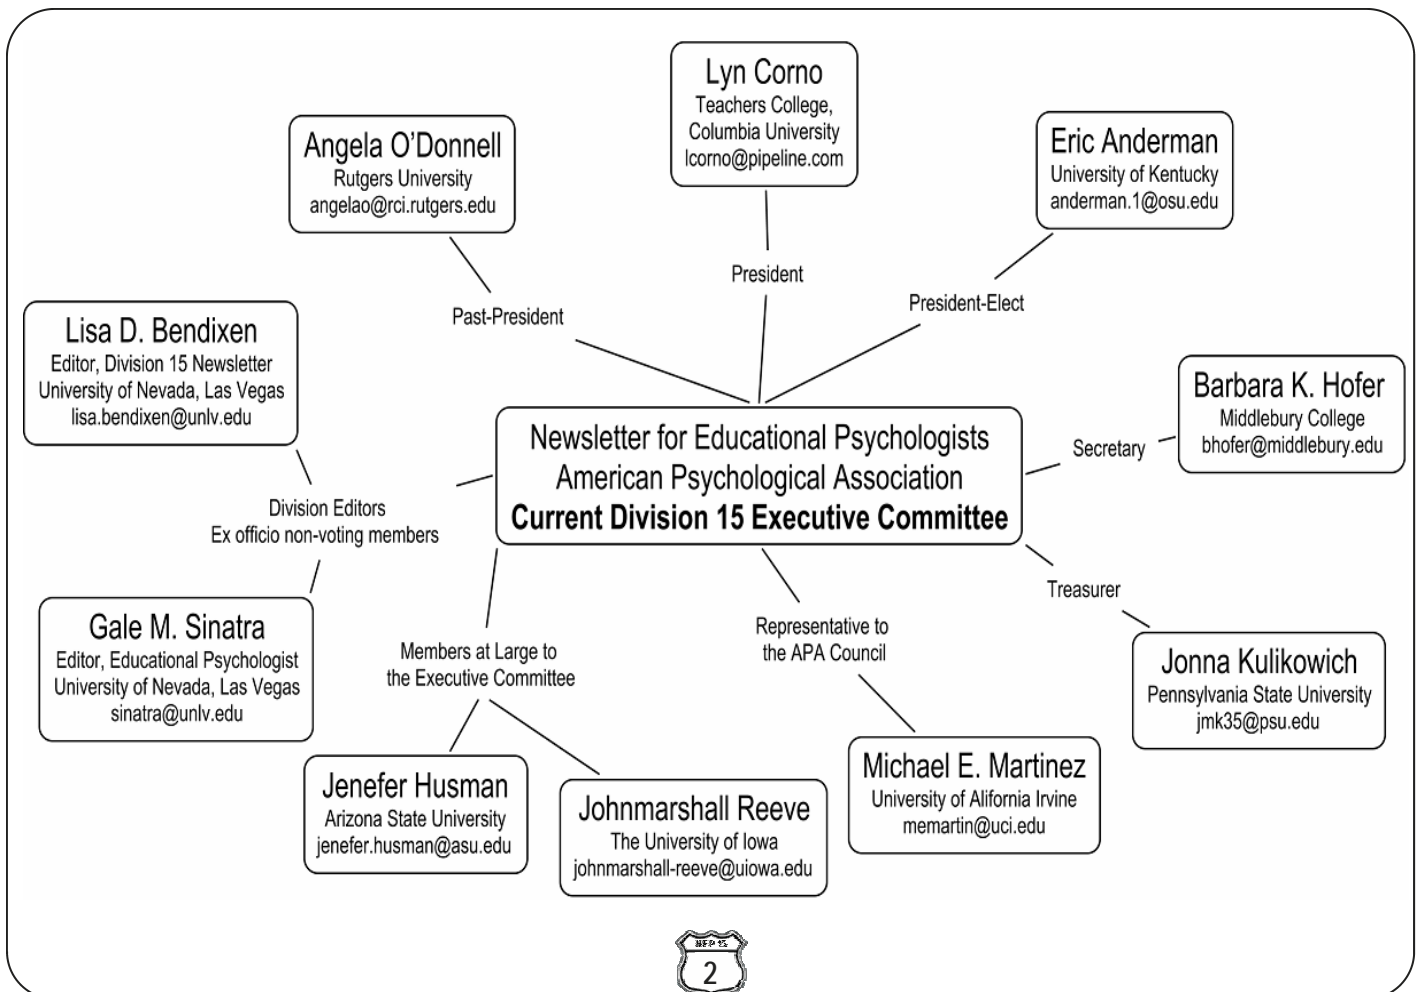 Lyn Corno
Teachers College,
Columbia University
lcorno@pipeline.com
Angela O'Donnell
Rutgers University
angelao@rci.rutgers.edu
Eric Anderman
University of Kentucky
anderman.1@osu.edu
President
President-Elect
Past-President
Lisa D. Bendixen
Editor, Division 15 Newsletter
University of Nevada, Las Vegas
lisa.bendixen@unlv.edu
Barbara K. Hofer
Middlebury College
bhofer@middlebury.edu
Secretary
Newsletter for Educational Psychologists
American Psychological Association
Current Division 15 Executive Committee
Division Editors
Ex officio non-voting members
Treasurer
Gale M. Sinatra
Editor, Educational Psychologist
University of Nevada, Las Vegas
sinatra@unlv.edu
Members at Large to
the Executive Committee
Representative to
the APA Council
Jonna Kulikowich
Pennsylvania State University
jmk35@psu.edu
Jenefer Husman
Arizona State University
jenefer.husman@asu.edu
Johnmarshall Reeve
The University of Iowa
johnmarshall-reeve@uiowa.edu
Michael E. Martinez
University of Alifornia Irvine
memartin@uci.edu
NEP 15
2